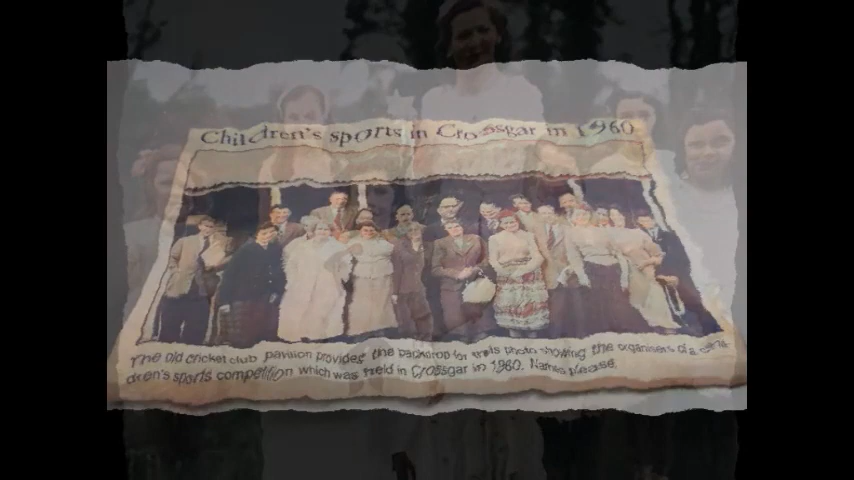 Children's sports in Crossgar in 1960
The old cricket club pavilion provides the backdrop for this photo showing the organisers of a child-
dren's sports competition which was held in Crossgar in 1960. Names please.